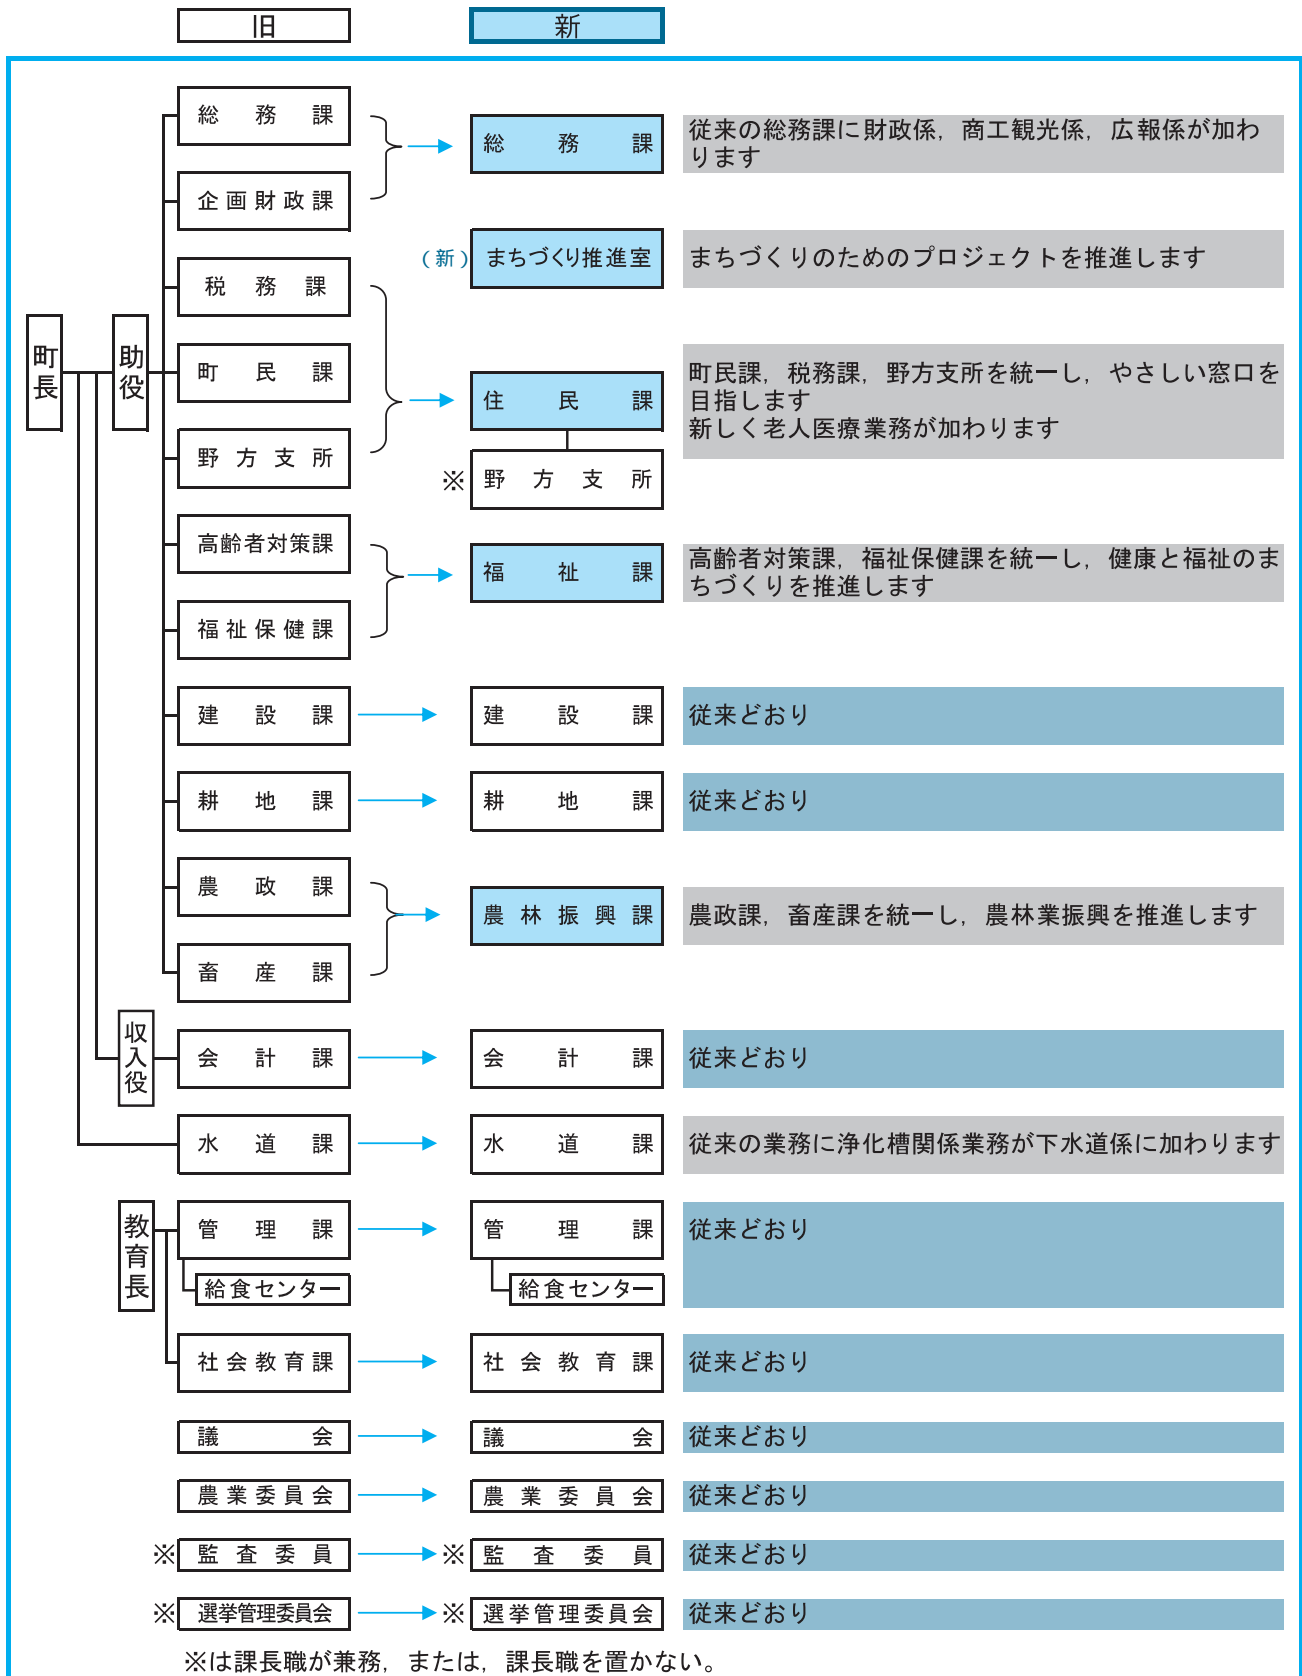 旧
新
町長
助役
総務課
企画財政課
総務課
従来の総務課に財政係，商工観光係，広報係が加わ
ります
（新）
まちづくり推進室
まちづくりのためのプロジェクトを推進します
税務課
町民課
野方支所
住民課
※
野方支所
町民課，税務課，野方支所を統一し，やさしい窓口を
目指します
新しく老人医療業務が加わります
高齢者対策課
福祉保健課
福祉課
高齢者対策課，福祉保健課を統一し，健康と福祉のま
ちづくりを推進します
建設課
建設課
従来どおり
耕地課
耕地課
従来どおり
農政課
畜産課
農林振興課
農政課，畜産課を統一し，農林業振興を推進します
収入役
会計課
会計課
従来どおり
水道課
水道課
従来の業務に浄化槽関係業務が下水道係に加わります
教育長
管理課
管理課
従来どおり
給食センター
給食センター
社会教育課
社会教育課
従来どおり
議会
議会
従来どおり
農業委員会
農業委員会
従来どおり
※
監査委員
※
監査委員
従来どおり
※
選挙管理委員会
※
選挙管理委員会
従来どおり
※は課長職が兼務，または，課長職を置かない。